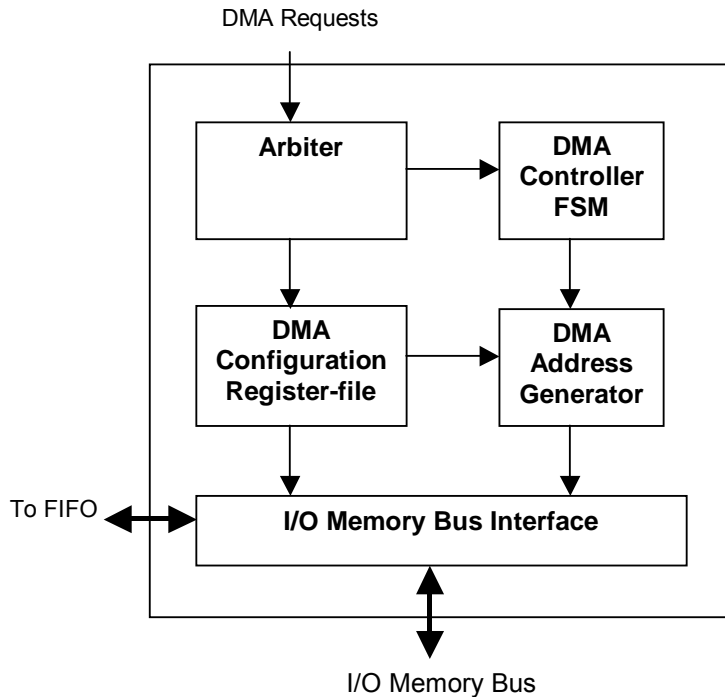 DMA Requests
Arbiter
DMA
Controller
FSM
DMA
Configuration
Register-file
DMA
Address
Generator
To FIFO
I/O Memory Bus Interface
I/O Memory Bus